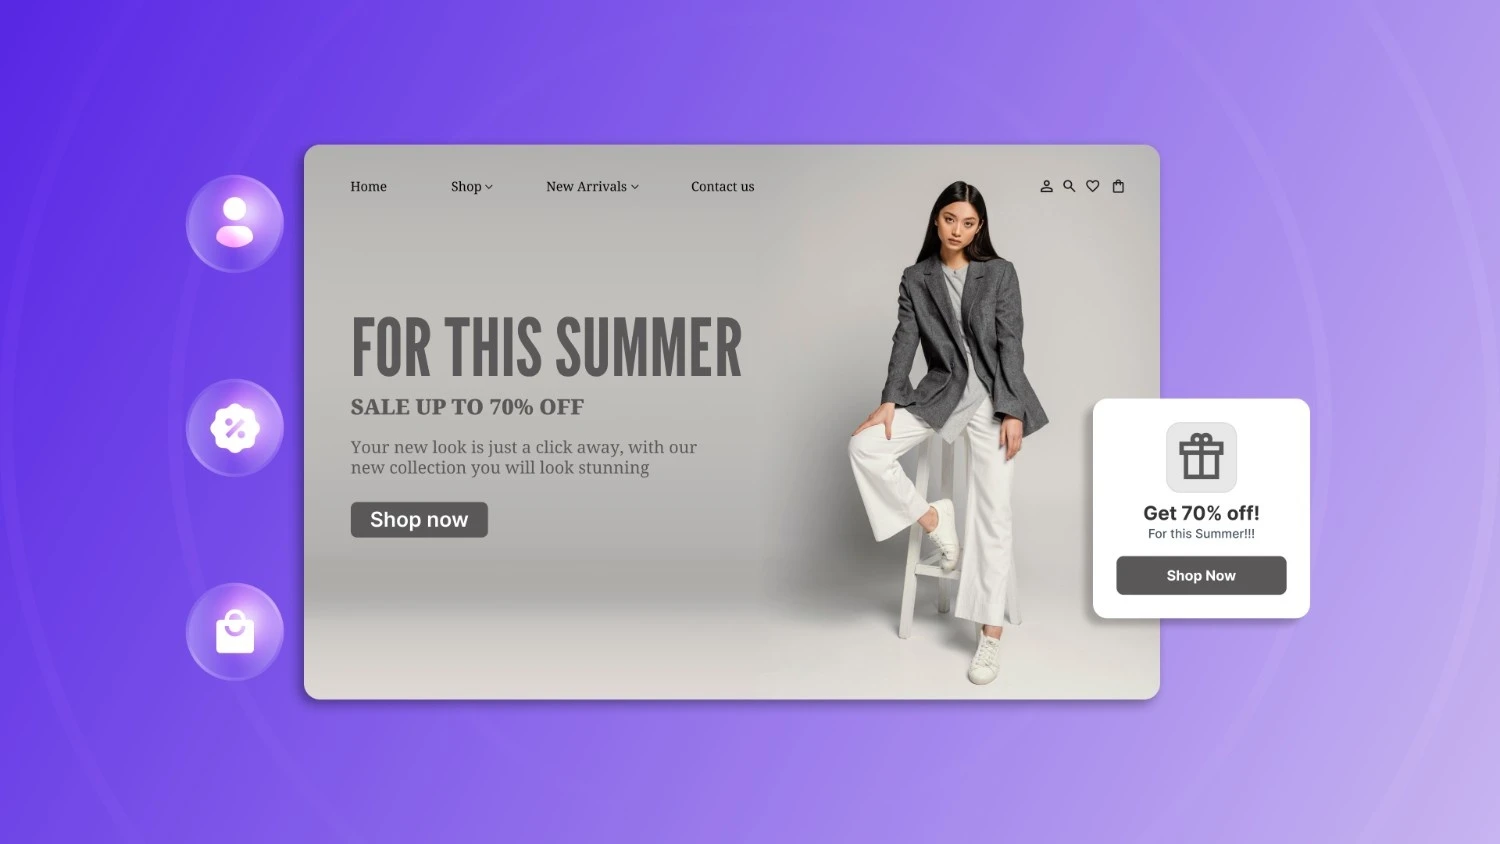 Home
Shop
New Arrivals
Contact us
FOR THIS SUMMER
SALE UP TO 70% OFF
Your new look is just a click away, with our
new collection you will look stunning
Shop now
Get 70% off!
For this Summer!!!
Shop Now